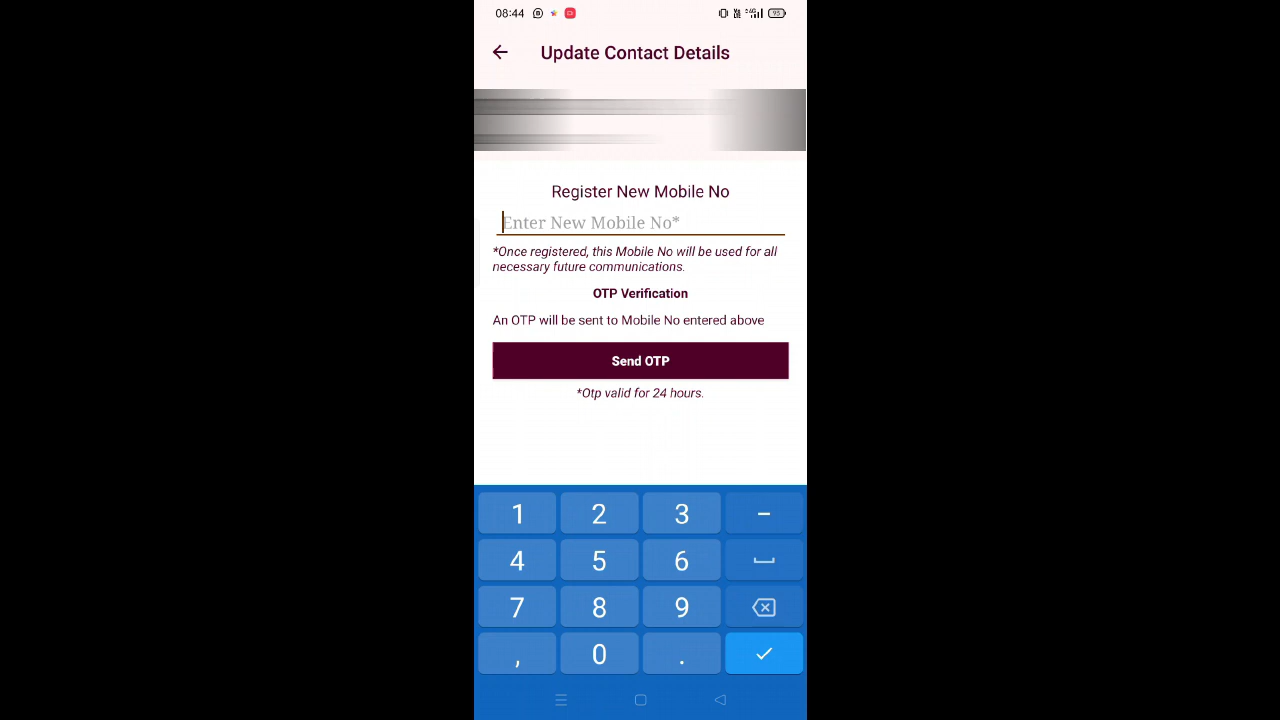 08:44 95
Update Contact Details
Register New Mobile No
Enter New Mobile No*
*Once registered, this Mobile No will be used for all
necessary future communications.
OTP Verification
An OTP will be sent to Mobile No entered above
Send OTP
*Otp valid for 24 hours.
1 2 3 -
4 5 6
7 8 9
, 0 .